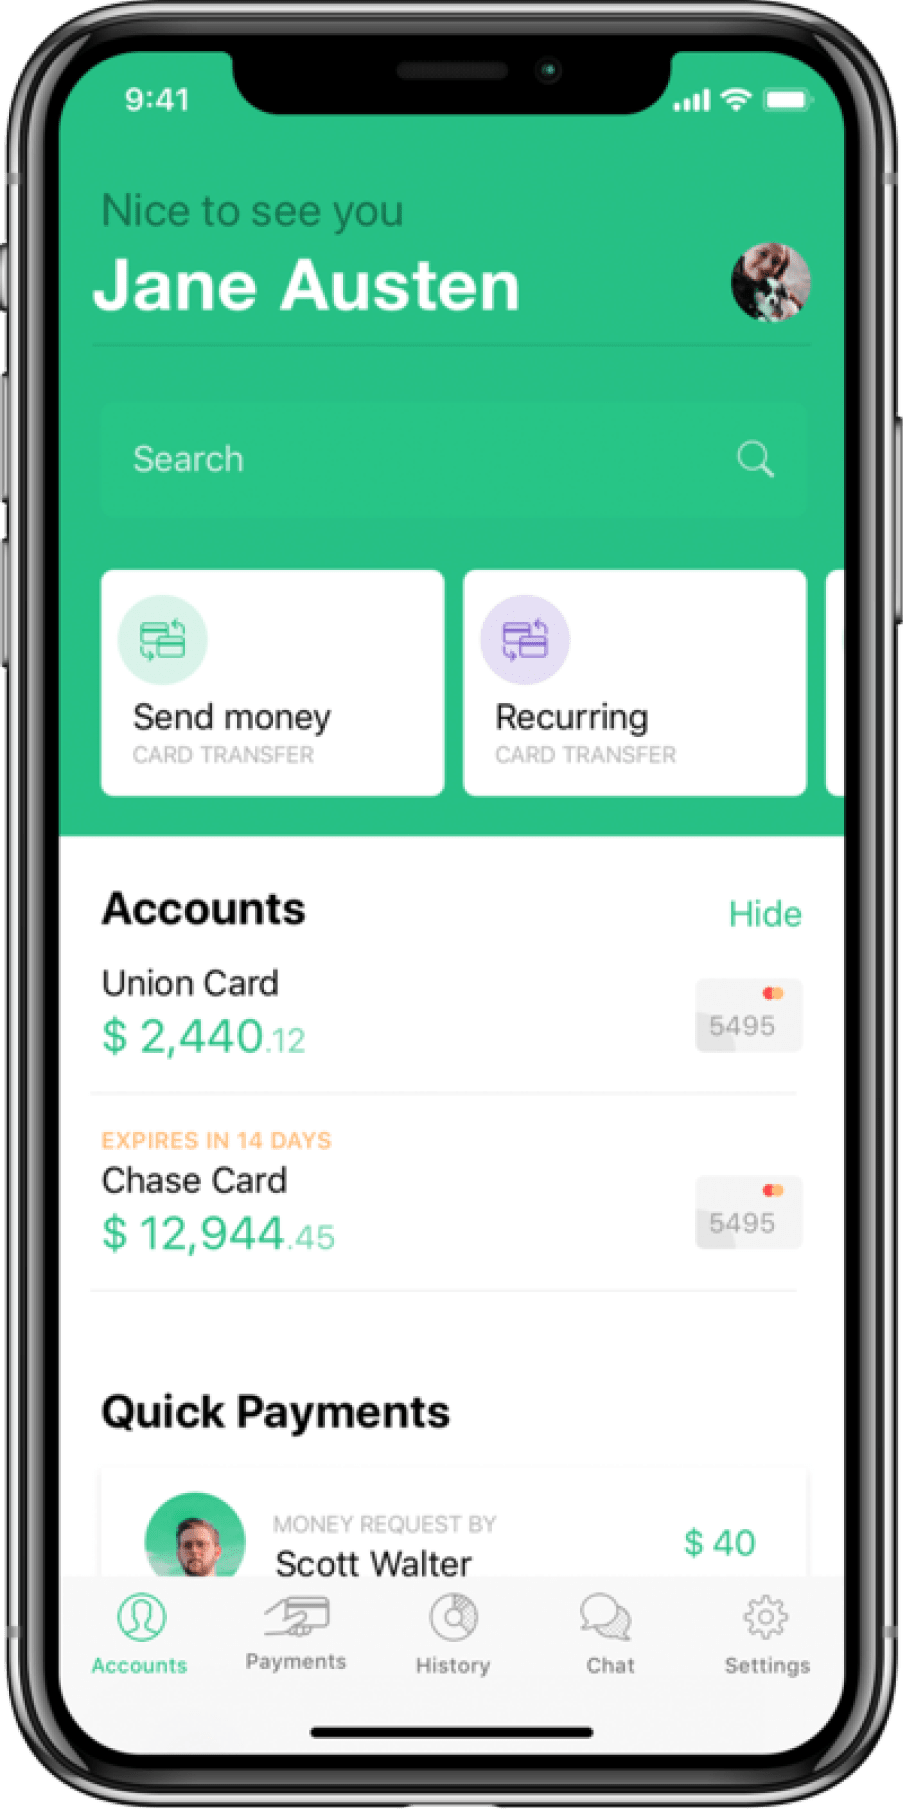 9:41
Nice to see you
Jane Austen
Search
Send money
CARD TRANSFER
Recurring
CARD TRANSFER
Accounts
Hide
Union Card
$ 2,440.12
5495
EXPIRES IN 14 DAYS
Chase Card
$ 12,944.45
5495
Quick Payments
MONEY REQUEST BY
Scott Walter
$ 40
Accounts
Payments
History
Chat
Settings